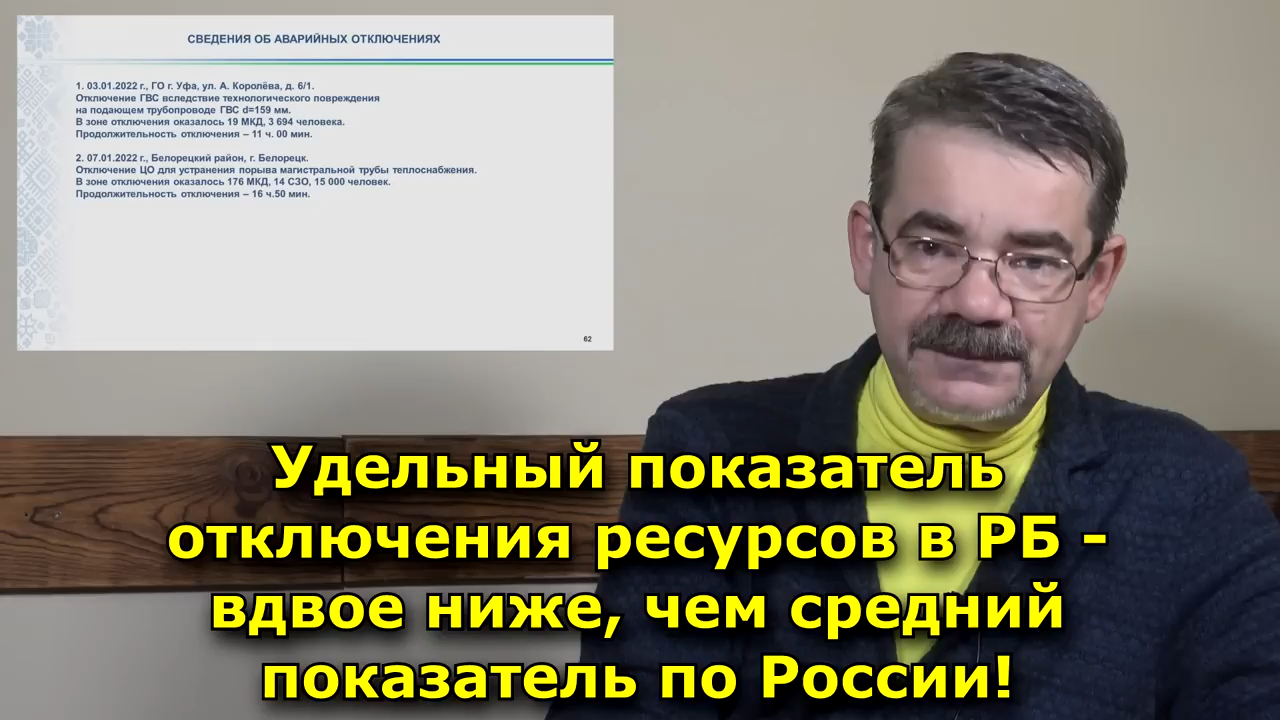 СВЕДЕНИЯ ОБ АВАРИЙНЫХ ОТКЛЮЧЕНИЯХ
1. 03.01.2022 г., ГО г. Уфа, ул. А. Королёва, д. 6/1.
Отключение ГВС вследствие технологического повреждения
на подающем трубопроводе ГВС d=159 мм.
В зоне отключения оказалось 19 МКД, 3 694 человека.
Продолжительность отключения – 11 ч. 00 мин.
2. 07.01.2022 г., Белорецкий район, г. Белорецк.
Отключение ЦО для устранения порыва магистральной трубы теплоснабжения.
В зоне отключения оказалось 176 МКД, 14 СЗО, 15 000 человек.
Продолжительность отключения – 16 ч.50 мин.
62
Удельный показатель
отключения ресурсов в РБ -
вдвое ниже, чем средний
показатель по России!